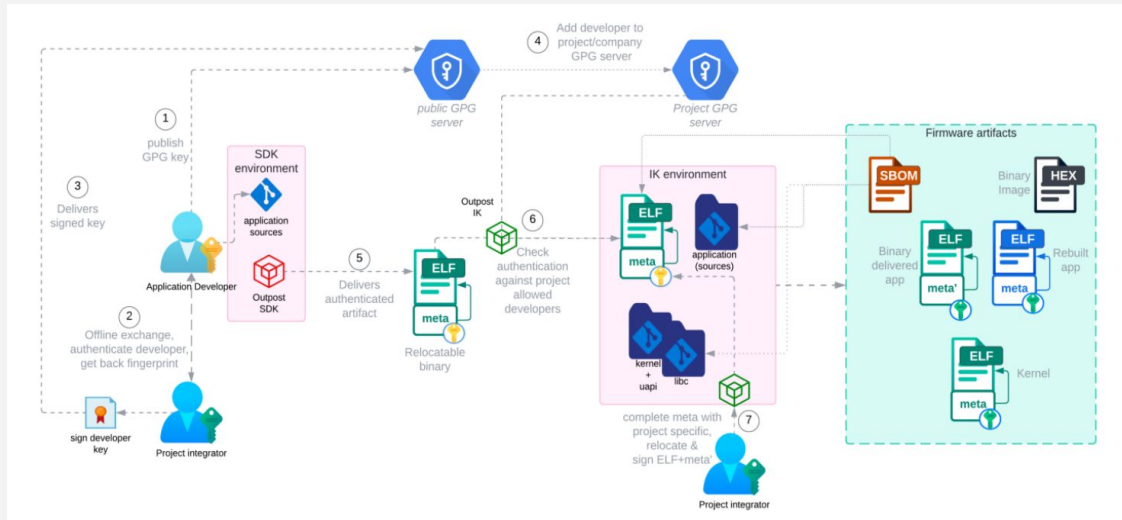 4
Add developer to
project/company
GPG server
public GPG
server
Project GPG
server
1
publish
GPG key
3
Delivers
signed key
SDK
environment
application
sources
Outpost
SDK
Application Developer
2
Offline exchange,
authenticate developer,
get back fingerprint
sign developer
key
Project integrator
5
Delivers
authenticated
artifact
ELF
meta
Relocatable
binary
Outpost
IK
6
Check
authentication
against project
allowed
developers
IK environment
ELF
meta
application
(sources)
kernel
+
uapi
libc
7
complete meta with
project specific,
relocate &
sign ELF+meta'
Project integrator
Firmware artifacts
SBOM
Binary
Image
HEX
Binary
delivered
app
ELF
meta'
ELF
meta
Rebuilt
app
ELF
meta
Kernel